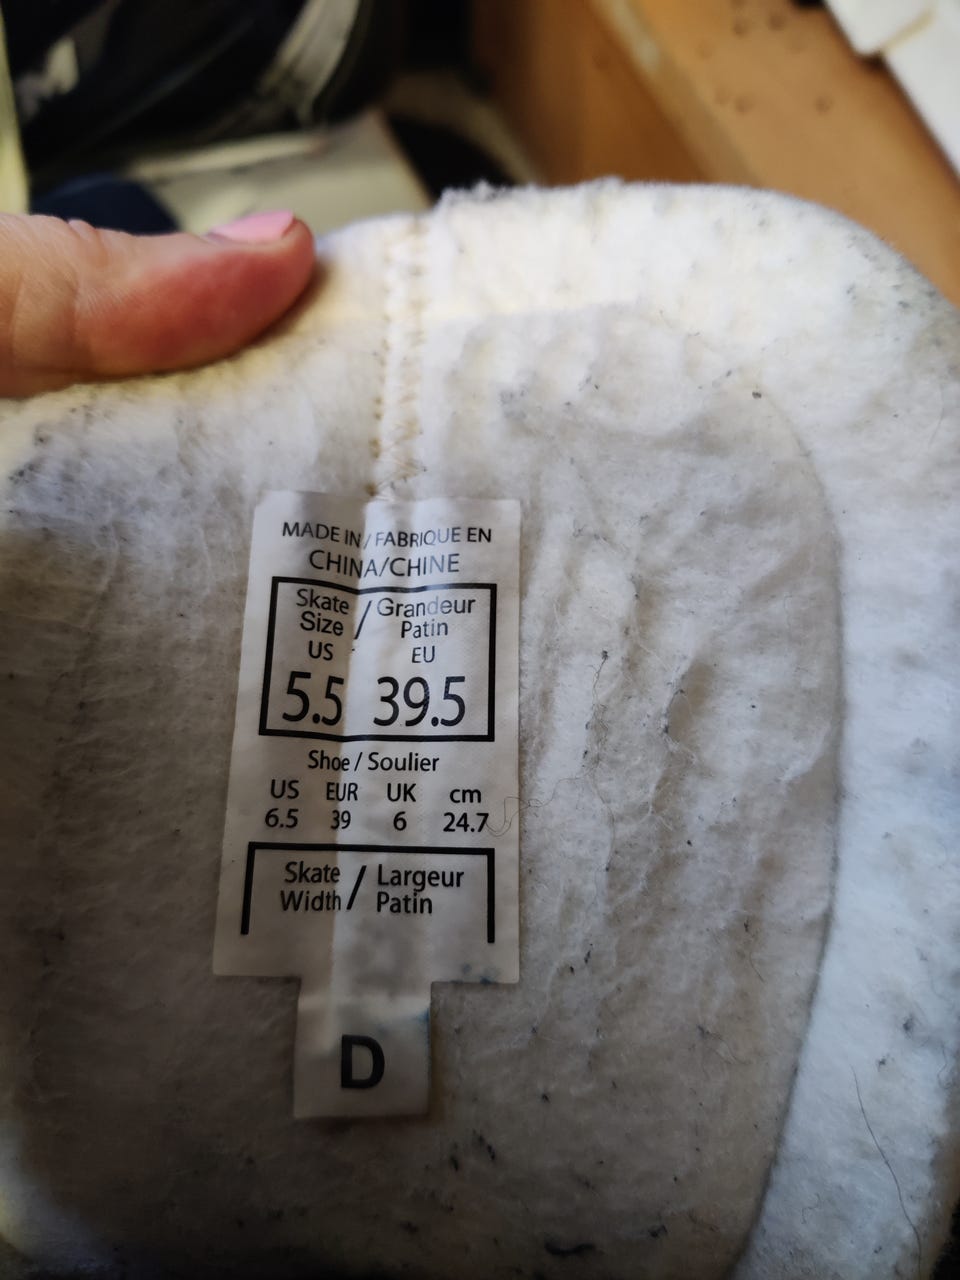 MADE IN / FABRIQUE EN
CHINA/CHINE
Skate Size / Grandeur Patin
US EU
5.5 39.5
Shoe / Soulier
US EUR UK cm
6.5 39 6 24.7
Skate Width / Largeur Patin
D